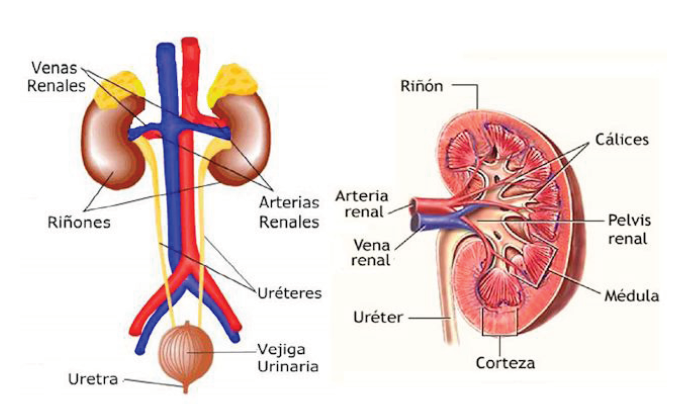 Venas
Renales
Riñones
Arterias
Renales
Uréteres
Vejiga
Urinaria
Uretra
Riñón
Cálices
Arteria
renal
Vena
renal
Pelvis
renal
Médula
Uréter
Corteza